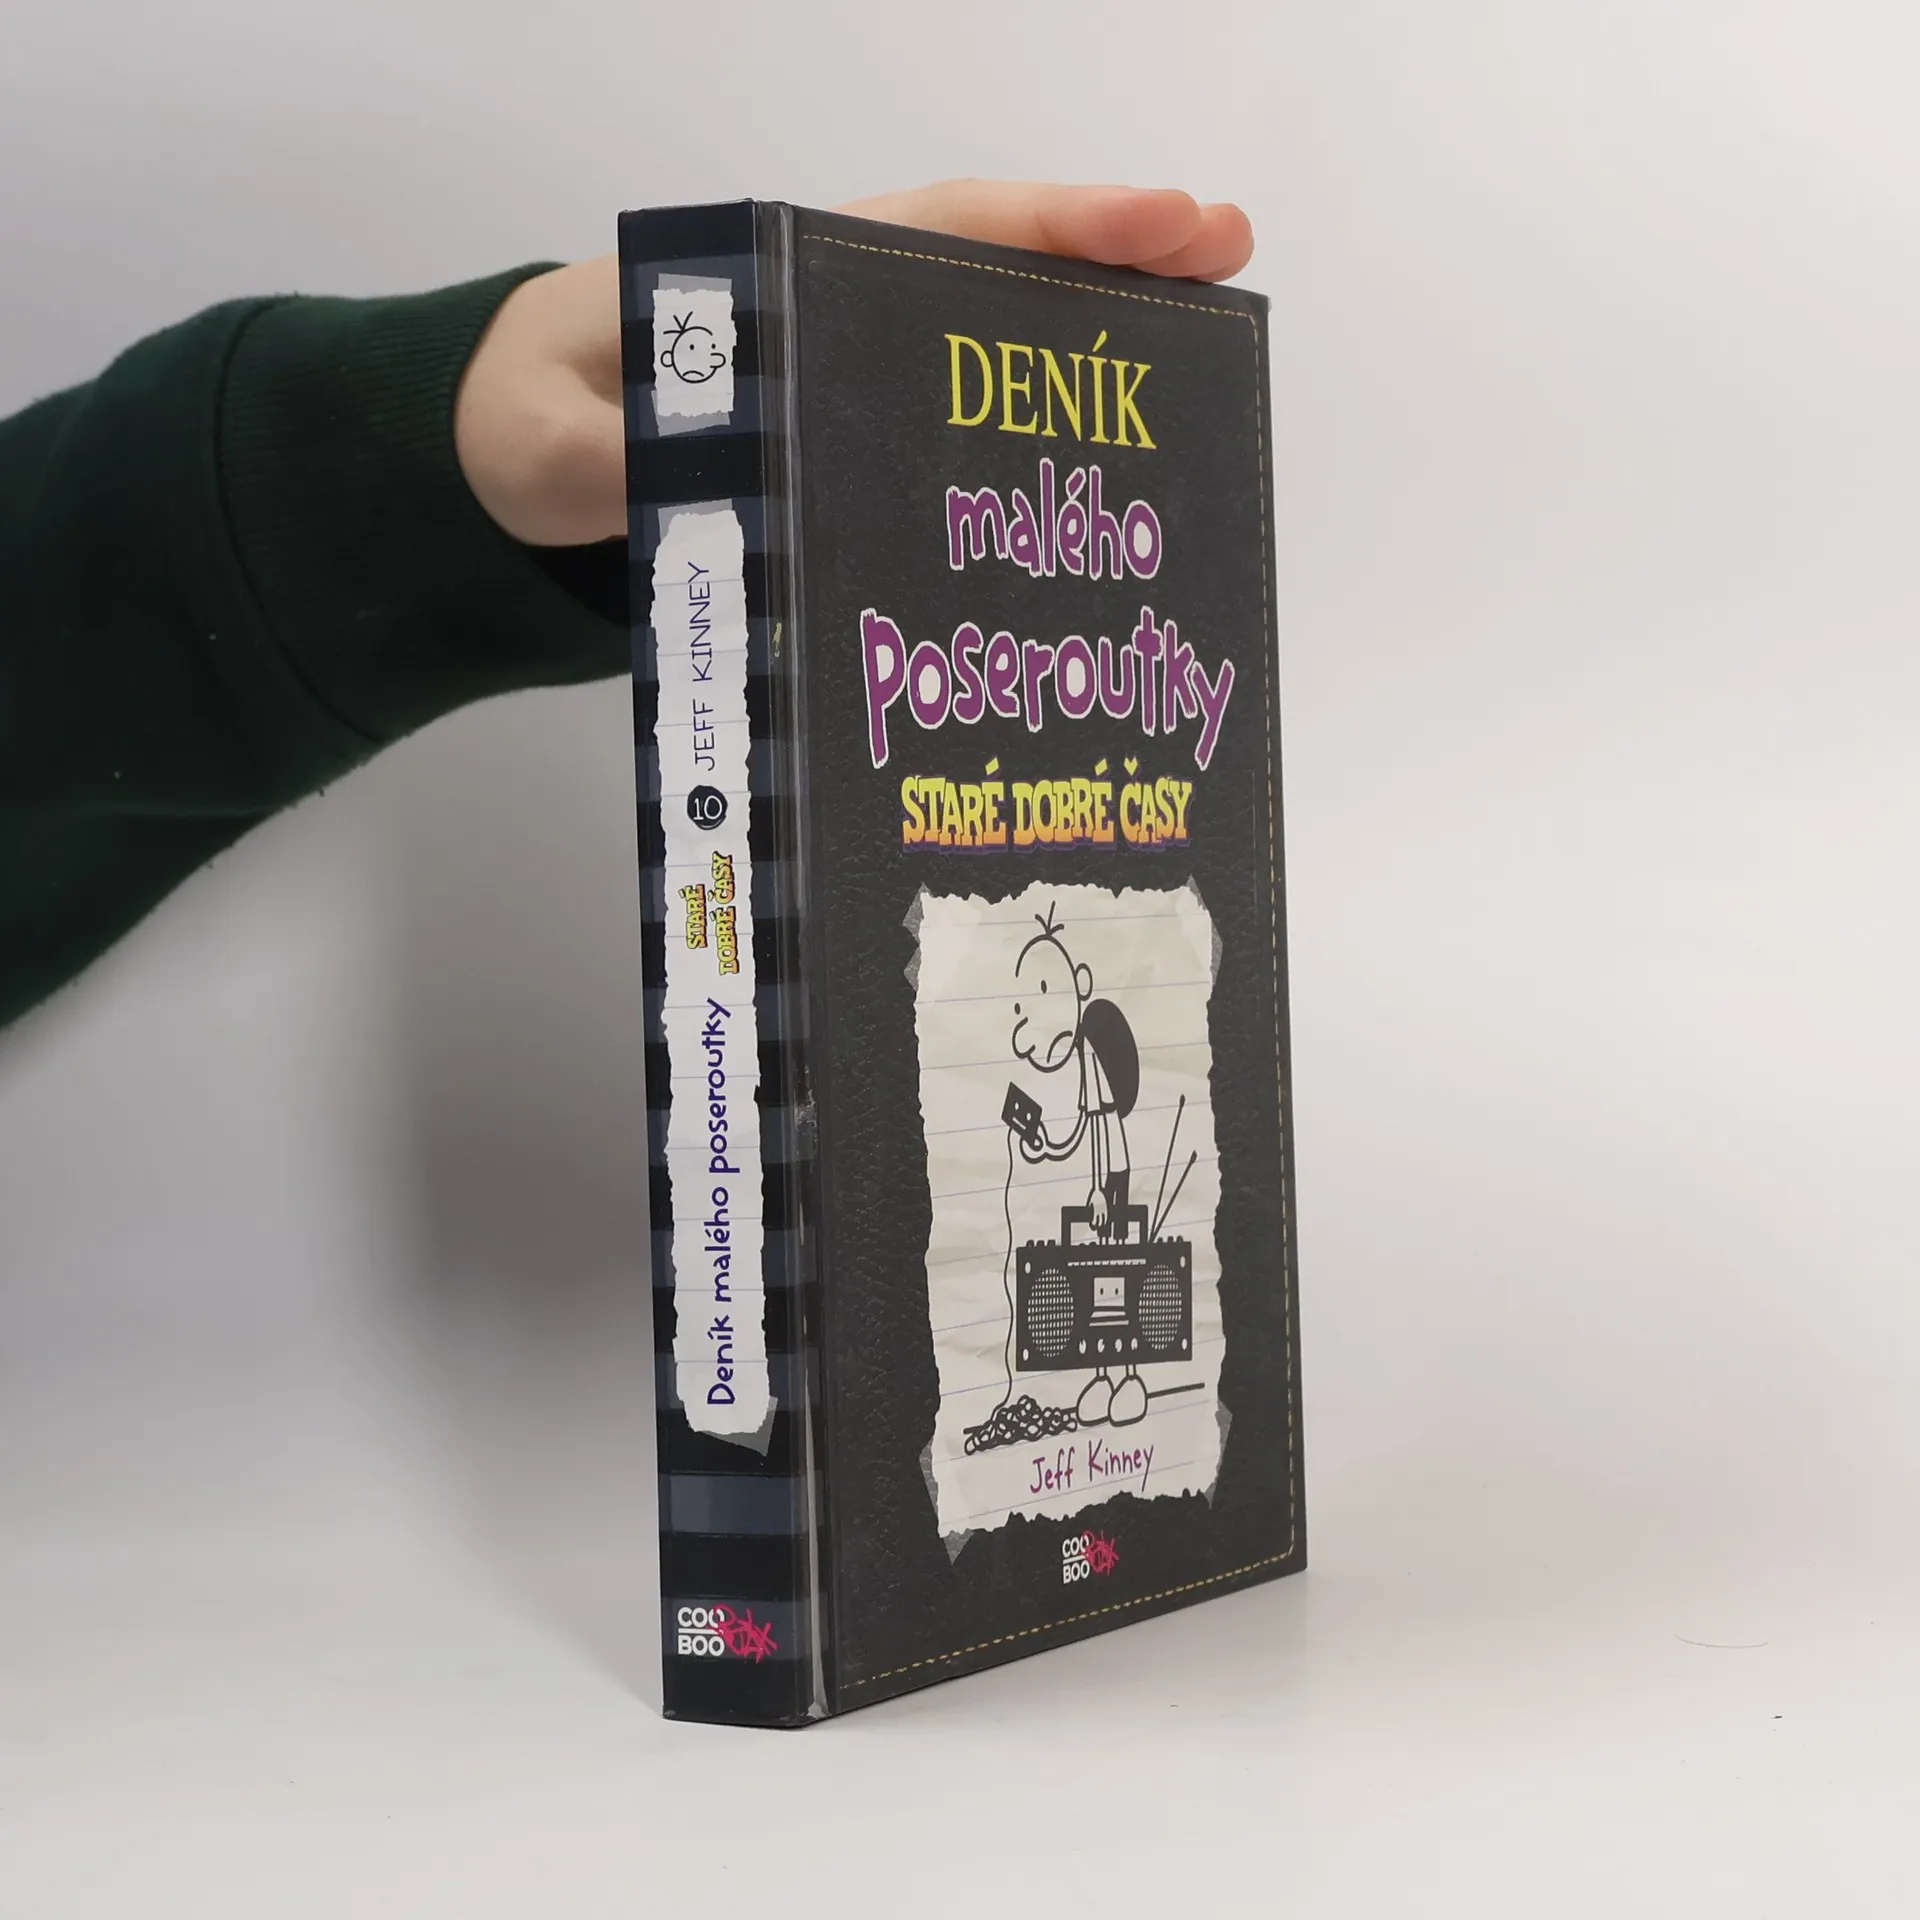 DENÍK
malého
poseroutky
STARÉ DOBRÉ ČASY
Jeff Kinney
COO
BOO
Deník malého poseroutky
STARÉ
DOBRÉ ČASY
10
JEFF KINNEY
COO
BOO